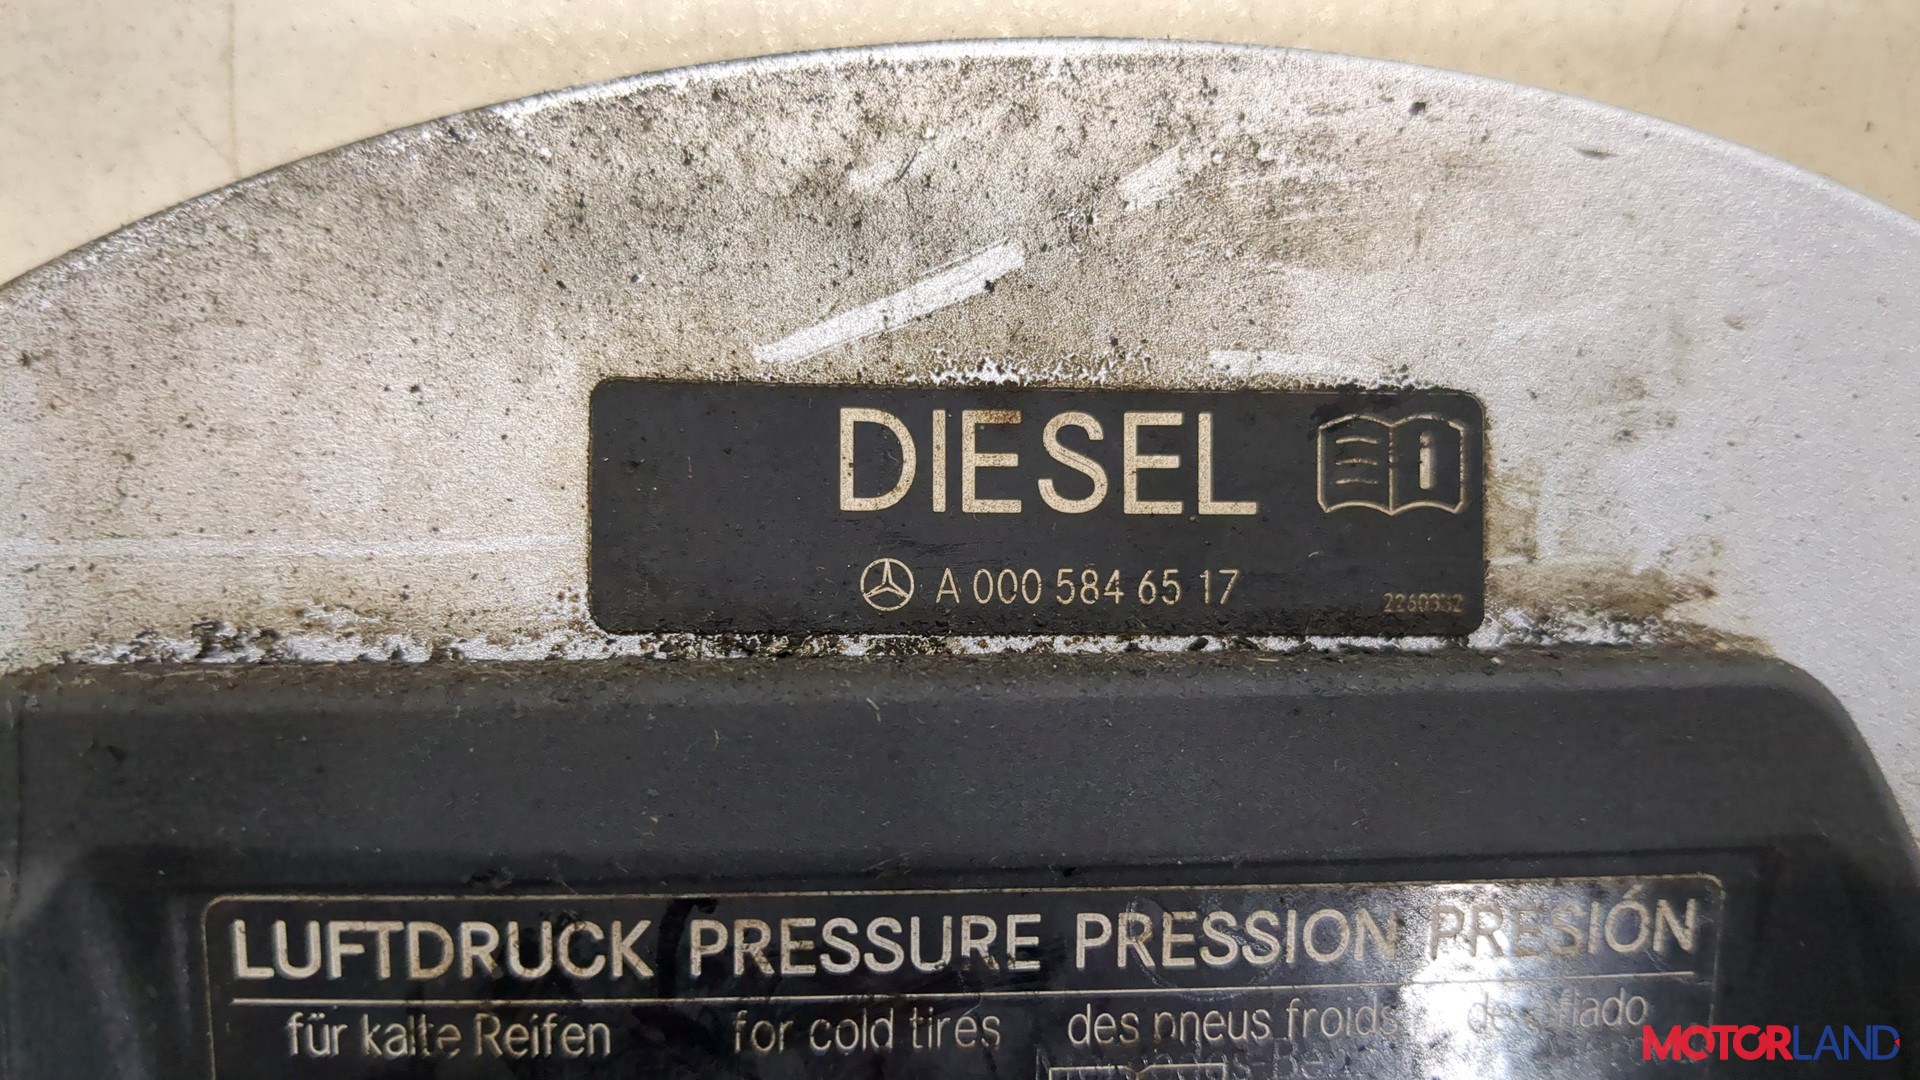 DIESEL
A 000 584 65 17
2260332
LUFTDRUCK PRESSURE PRESSION PRESIÓN
für kalte Reifen for cold tires des pneus froids de
MOTORLAND